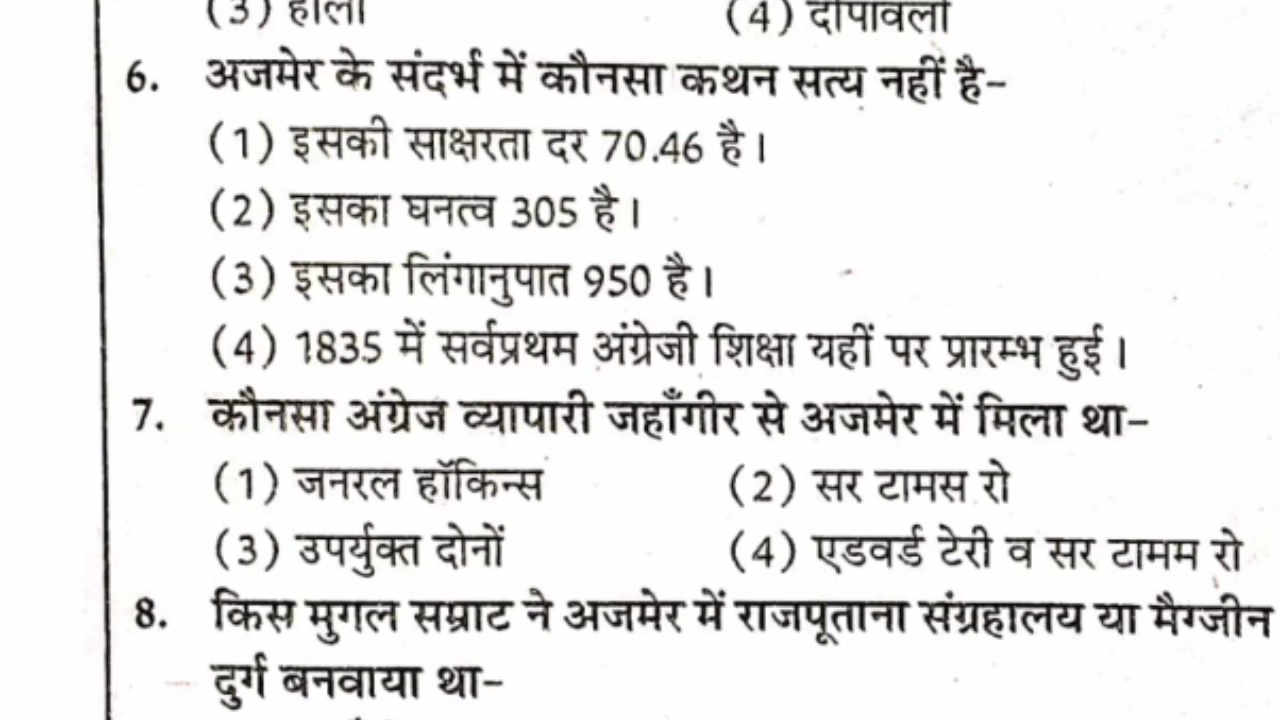 (3) होली (4) दीपावली
6. अजमेर के संदर्भ में कौनसा कथन सत्य नहीं है-
(1) इसकी साक्षरता दर 70.46 है।
(2) इसका घनत्व 305 है।
(3) इसका लिंगानुपात 950 है।
(4) 1835 में सर्वप्रथम अंग्रेजी शिक्षा यहीं पर प्रारम्भ हुई।
7. कौनसा अंग्रेज व्यापारी जहाँगीर से अजमेर में मिला था-
(1) जनरल हॉकिन्स (2) सर टामस रो
(3) उपर्युक्त दोनों (4) एडवर्ड टेरी व सर टामम रो
8. किस मुगल सम्राट ने अजमेर में राजपूताना संग्रहालय या मैग्जीन
दुर्ग बनवाया था-